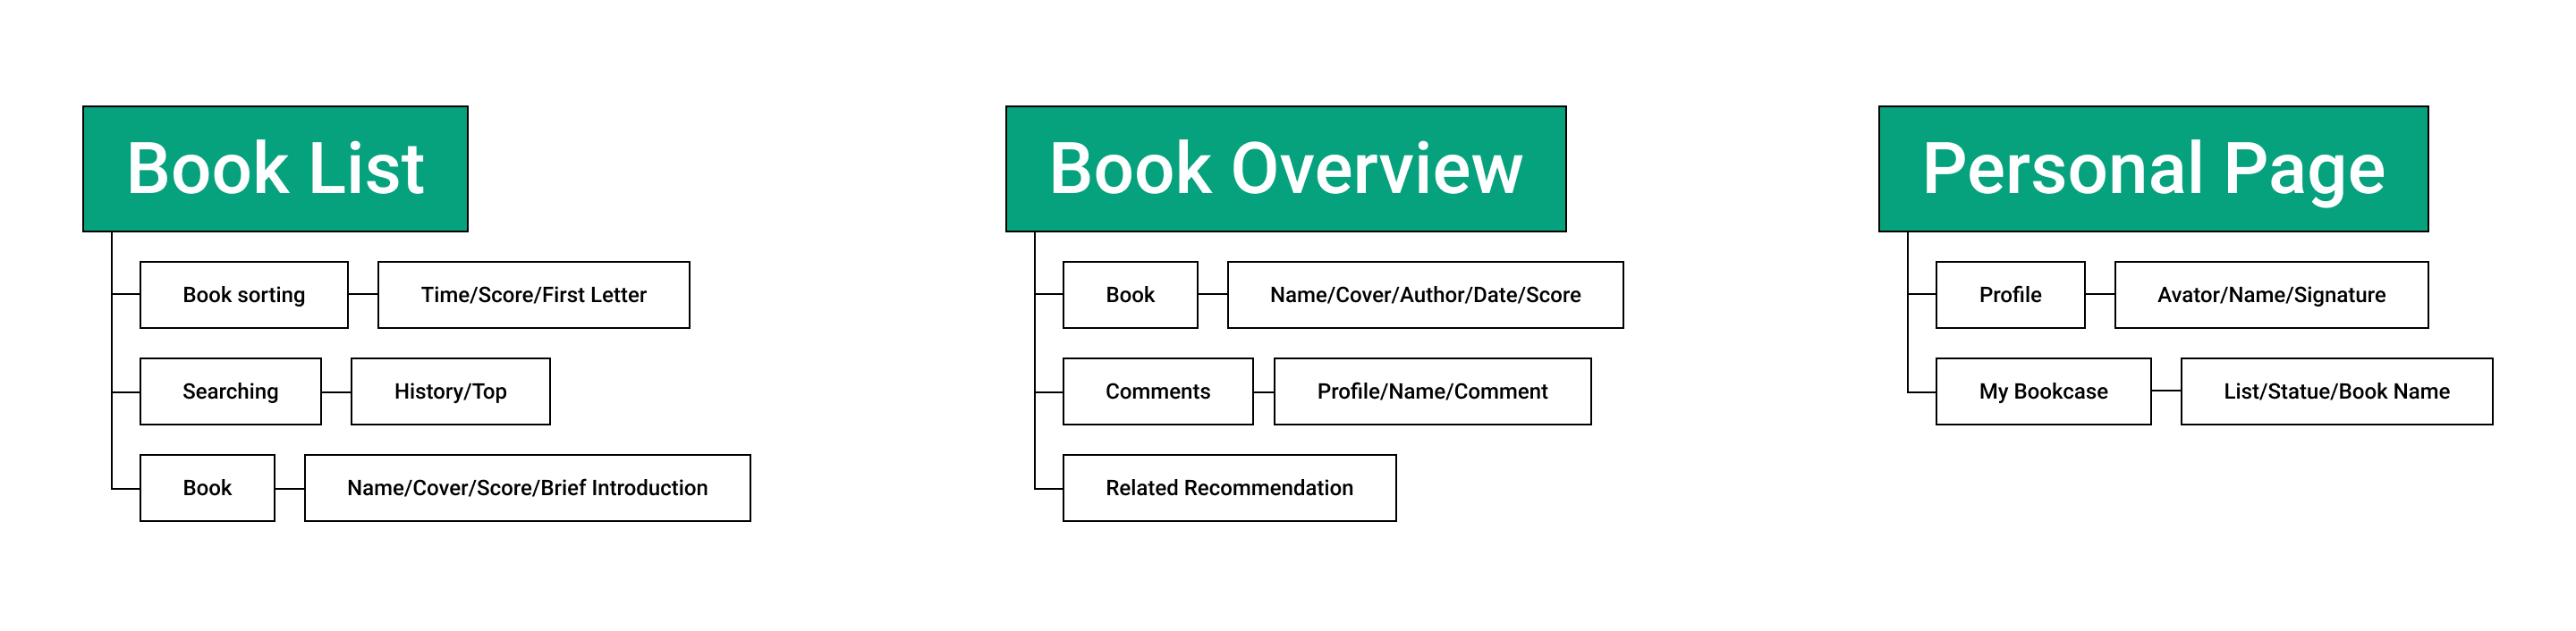 Book List
Book sorting
Time/Score/First Letter
Searching
History/Top
Book
Name/Cover/Score/Brief Introduction
Book Overview
Book
Name/Cover/Author/Date/Score
Comments
Profile/Name/Comment
Related Recommendation
Personal Page
Profile
Avator/Name/Signature
My Bookcase
List/Statue/Book Name